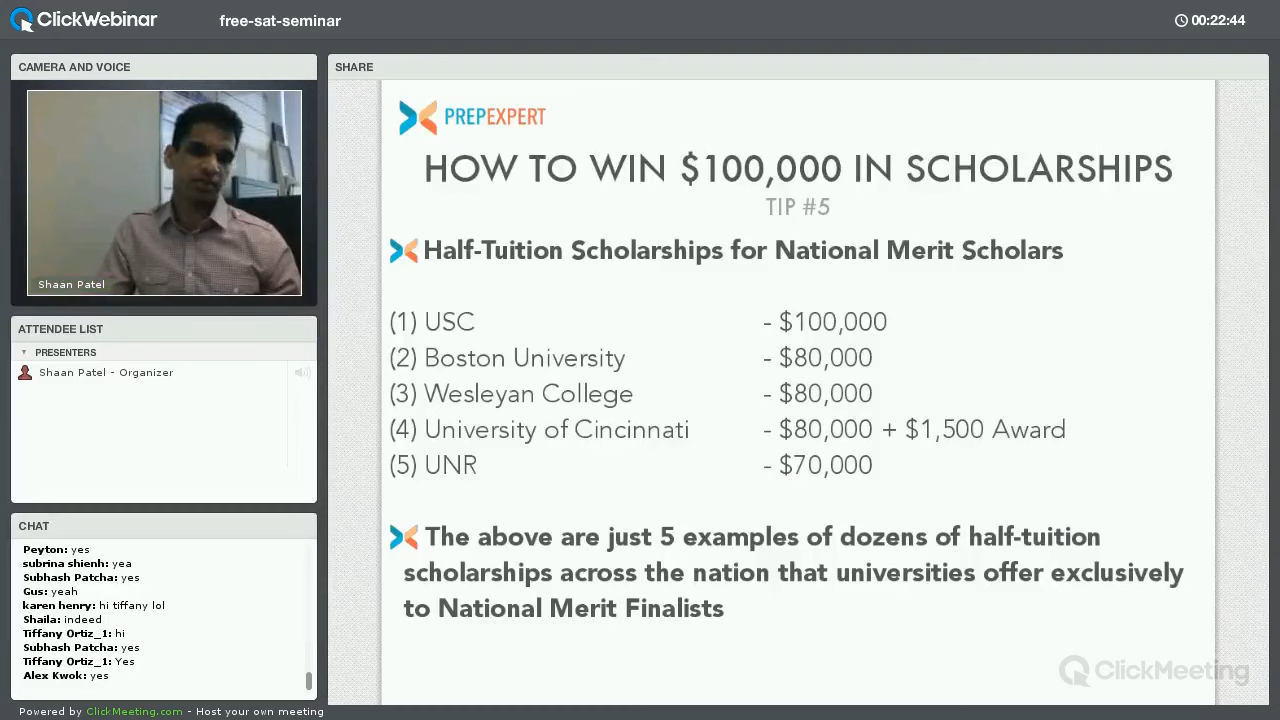 ClickWebinar
free-sat-seminar
00:22:44
CAMERA AND VOICE
Shaan Patel
ATTENDEE LIST
PRESENTERS
Shaan Patel - Organizer
CHAT
Peyton: yes
subrina shienh: yea
Subhash Patcha: yes
Gus: yeah
karen henry: hi tiffany lol
Shaila: indeed
Tiffany Ortiz_1: hi
Subhash Patcha: yes
Tiffany Ortiz_1: Yes
Alex Kwok: yes
Powered by ClickMeeting.com - Host your own meeting
SHARE
PREPEXPERT
HOW TO WIN $100,000 IN SCHOLARSHIPS
TIP #5
Half-Tuition Scholarships for National Merit Scholars
(1) USC - $100,000
(2) Boston University - $80,000
(3) Wesleyan College - $80,000
(4) University of Cincinnati - $80,000 + $1,500 Award
(5) UNR - $70,000
The above are just 5 examples of dozens of half-tuition
scholarships across the nation that universities offer exclusively
to National Merit Finalists
ClickMeeting